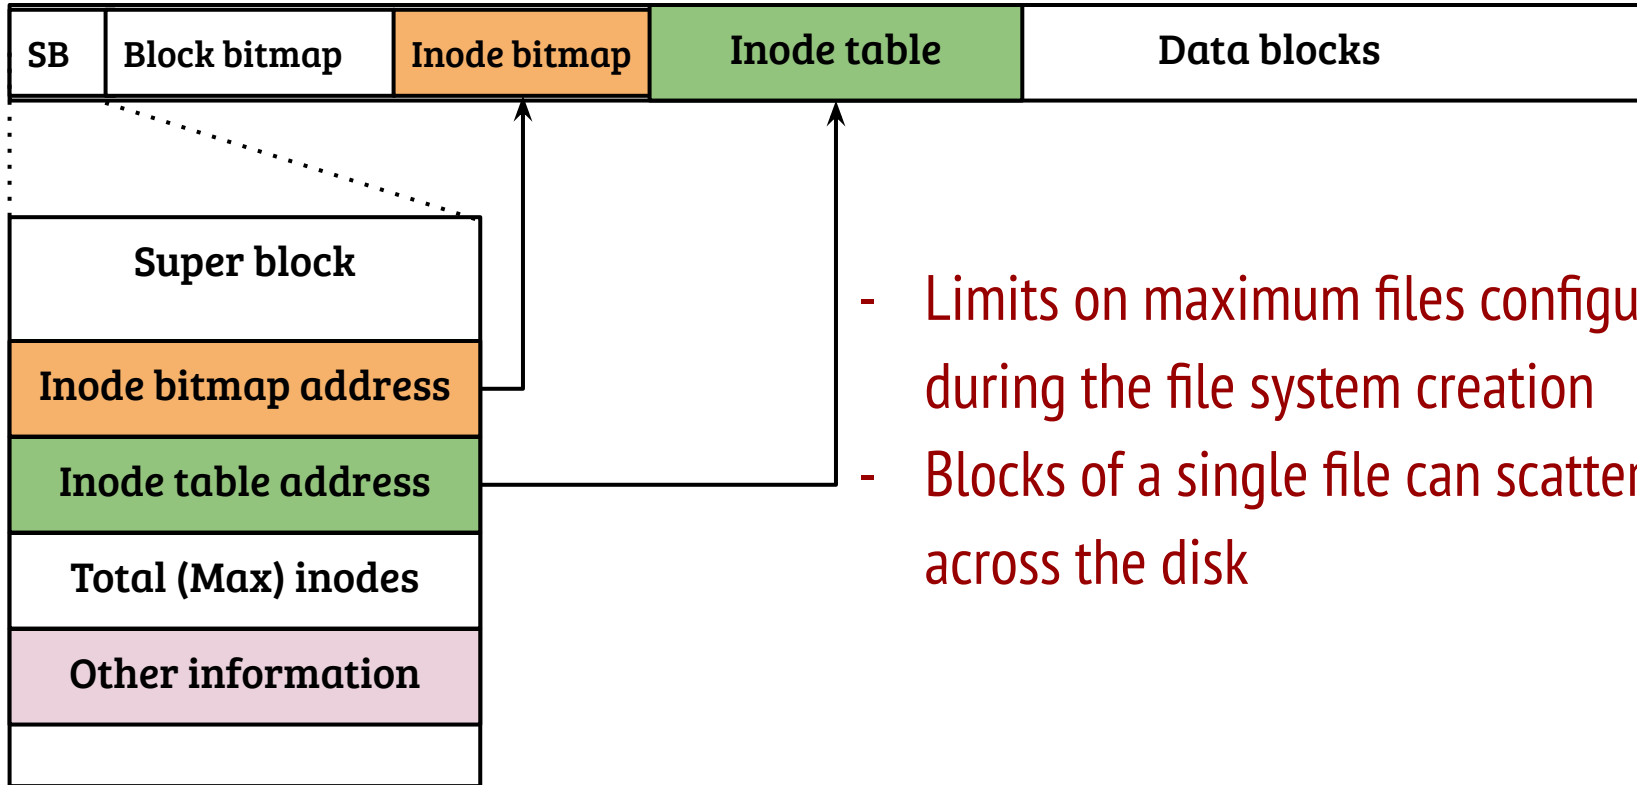 SB Block bitmap Inode bitmap Inode table Data blocks
Super block
Inode bitmap address
Inode table address
Total (Max) inodes
Other information
- Limits on maximum files configu
during the file system creation
- Blocks of a single file can scatter
across the disk